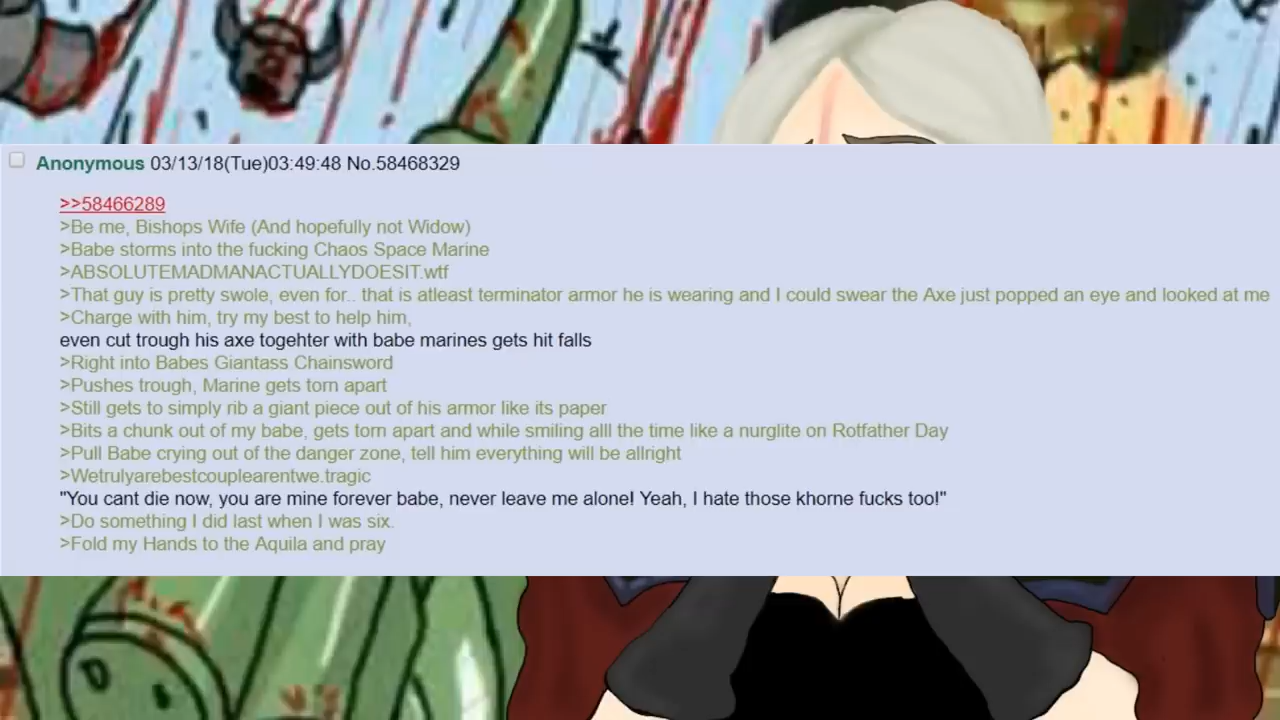 Anonymous 03/13/18(Tue)03:49:48 No.58468329
>>58466289
>Be me, Bishops Wife (And hopefully not Widow)
>Babe storms into the fucking Chaos Space Marine
>ABSOLUTEMADMANACTUALLYDOESIT.wtf
>That guy is pretty swole, even for.. that is atleast terminator armor he is wearing and I could swear the Axe just popped an eye and looked at me
>Charge with him, try my best to help him,
even cut trough his axe togehter with babe marines gets hit falls
>Right into Babes Giantass Chainsword
>Pushes trough, Marine gets torn apart
>Still gets to simply rib a giant piece out of his armor like its paper
>Bits a chunk out of my babe, gets torn apart and while smiling alll the time like a nurglite on Rotfather Day
>Pull Babe crying out of the danger zone, tell him everything will be allright
>Wetrulyarebestcouplearentwe.tragic
"You cant die now, you are mine forever babe, never leave me alone! Yeah, I hate those khorne fucks too!"
>Do something I did last when I was six.
>Fold my Hands to the Aquila and pray